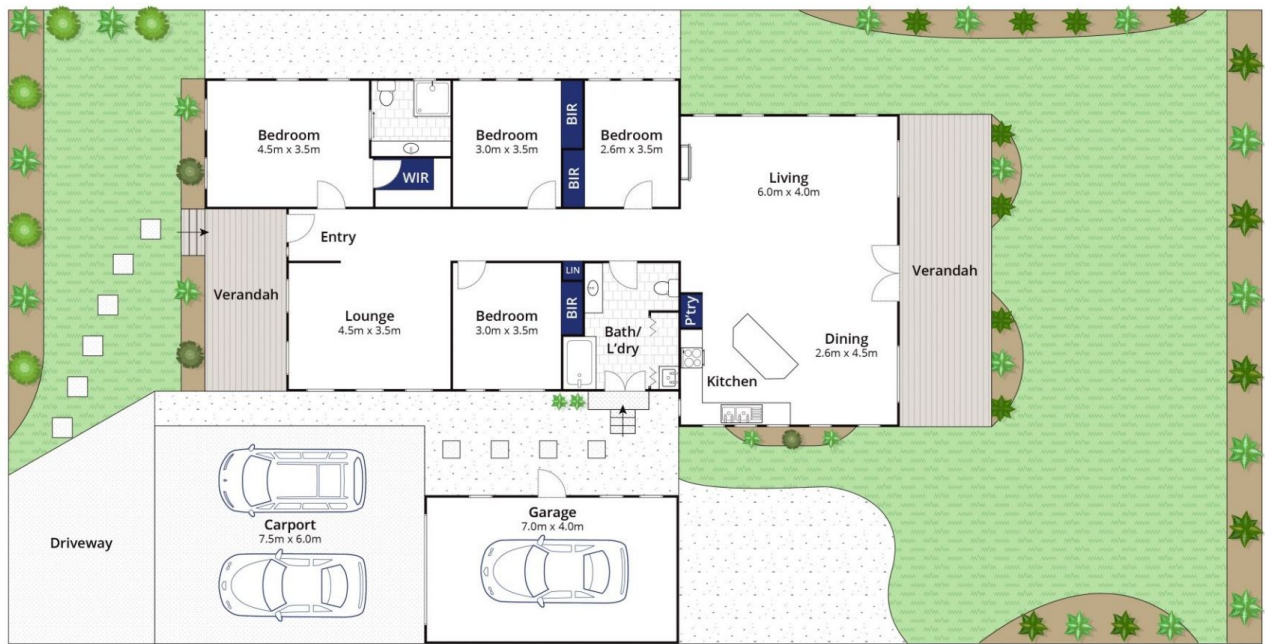 Bedroom
4.5m x 3.5m
WIR
Bedroom
3.0m x 3.5m
BIR
BIR
Bedroom
2.6m x 3.5m
Living
6.0m x 4.0m
Entry
Verandah
Lounge
4.5m x 3.5m
Bedroom
3.0m x 3.5m
LIN
BIR
Bath/
L'dry
P'try
Kitchen
Dining
2.6m x 4.5m
Verandah
Driveway
Carport
7.5m x 6.0m
Garage
7.0m x 4.0m